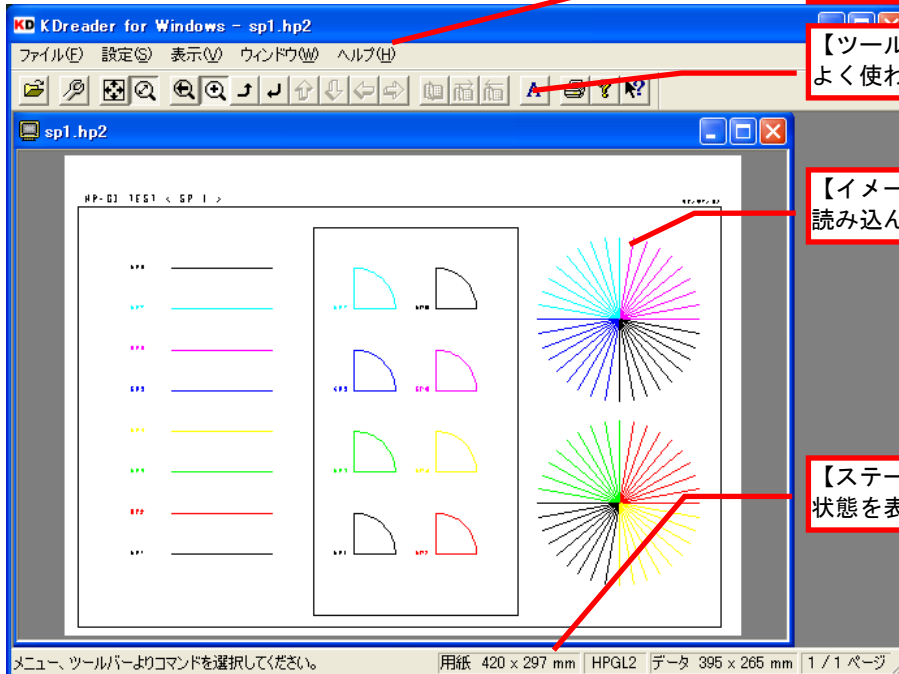 KD KDreader for Windows - sp1.hp2
ファイル(F) 設定(S) 表示(V) ウィンドウ(W) ヘルプ(H)
【ツール
よく使わ
A
sp1.hp2
【イメー
読み込ん
HP-GL TEST < SP 1 >
【ステー
状態を表
メニュー、ツールバーよりコマンドを選択してください。
用紙 420 x 297 mm HPGL2 データ 395 x 265 mm 1 / 1 ページ